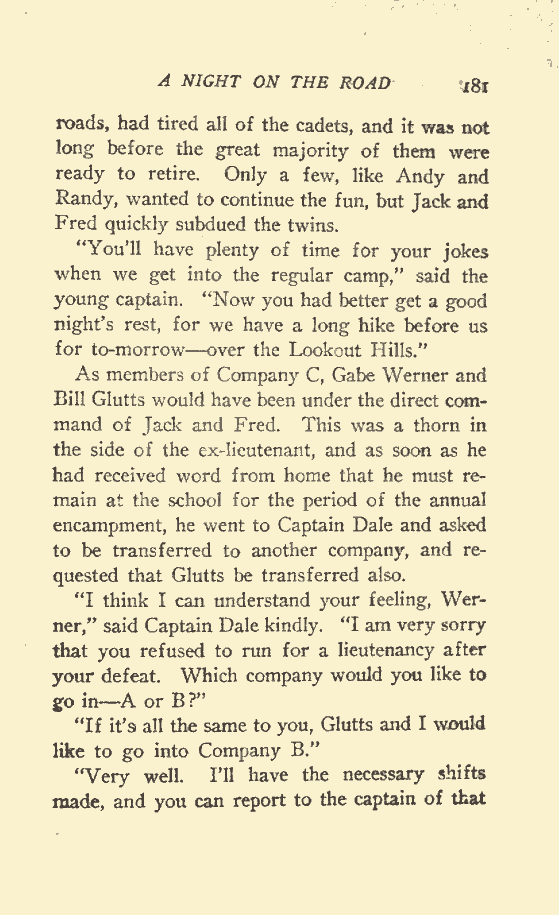 A NIGHT ON THE ROAD 181
roads, had tired all of the cadets, and it was not
long before the great majority of them were
ready to retire. Only a few, like Andy and
Randy, wanted to continue the fun, but Jack and
Fred quickly subdued the twins.
"You'll have plenty of time for your jokes
when we get into the regular camp," said the
young captain. "Now you had better get a good
night's rest, for we have a long hike before us
for to-morrow—over the Lookout Hills."
As members of Company C, Gabe Werner and
Bill Glutts would have been under the direct com-
mand of Jack and Fred. This was a thorn in
the side of the ex-lieutenant, and as soon as he
had received word from home that he must re-
main at the school for the period of the annual
encampment, he went to Captain Dale and asked
to be transferred to another company, and re-
quested that Glutts be transferred also.
"I think I can understand your feeling, Wer-
ner," said Captain Dale kindly. "I am very sorry
that you refused to run for a lieutenancy after
your defeat. Which company would you like to
go in—A or B?"
"If it's all the same to you, Glutts and I would
like to go into Company B."
"Very well. I'll have the necessary shifts
made, and you can report to the captain of that